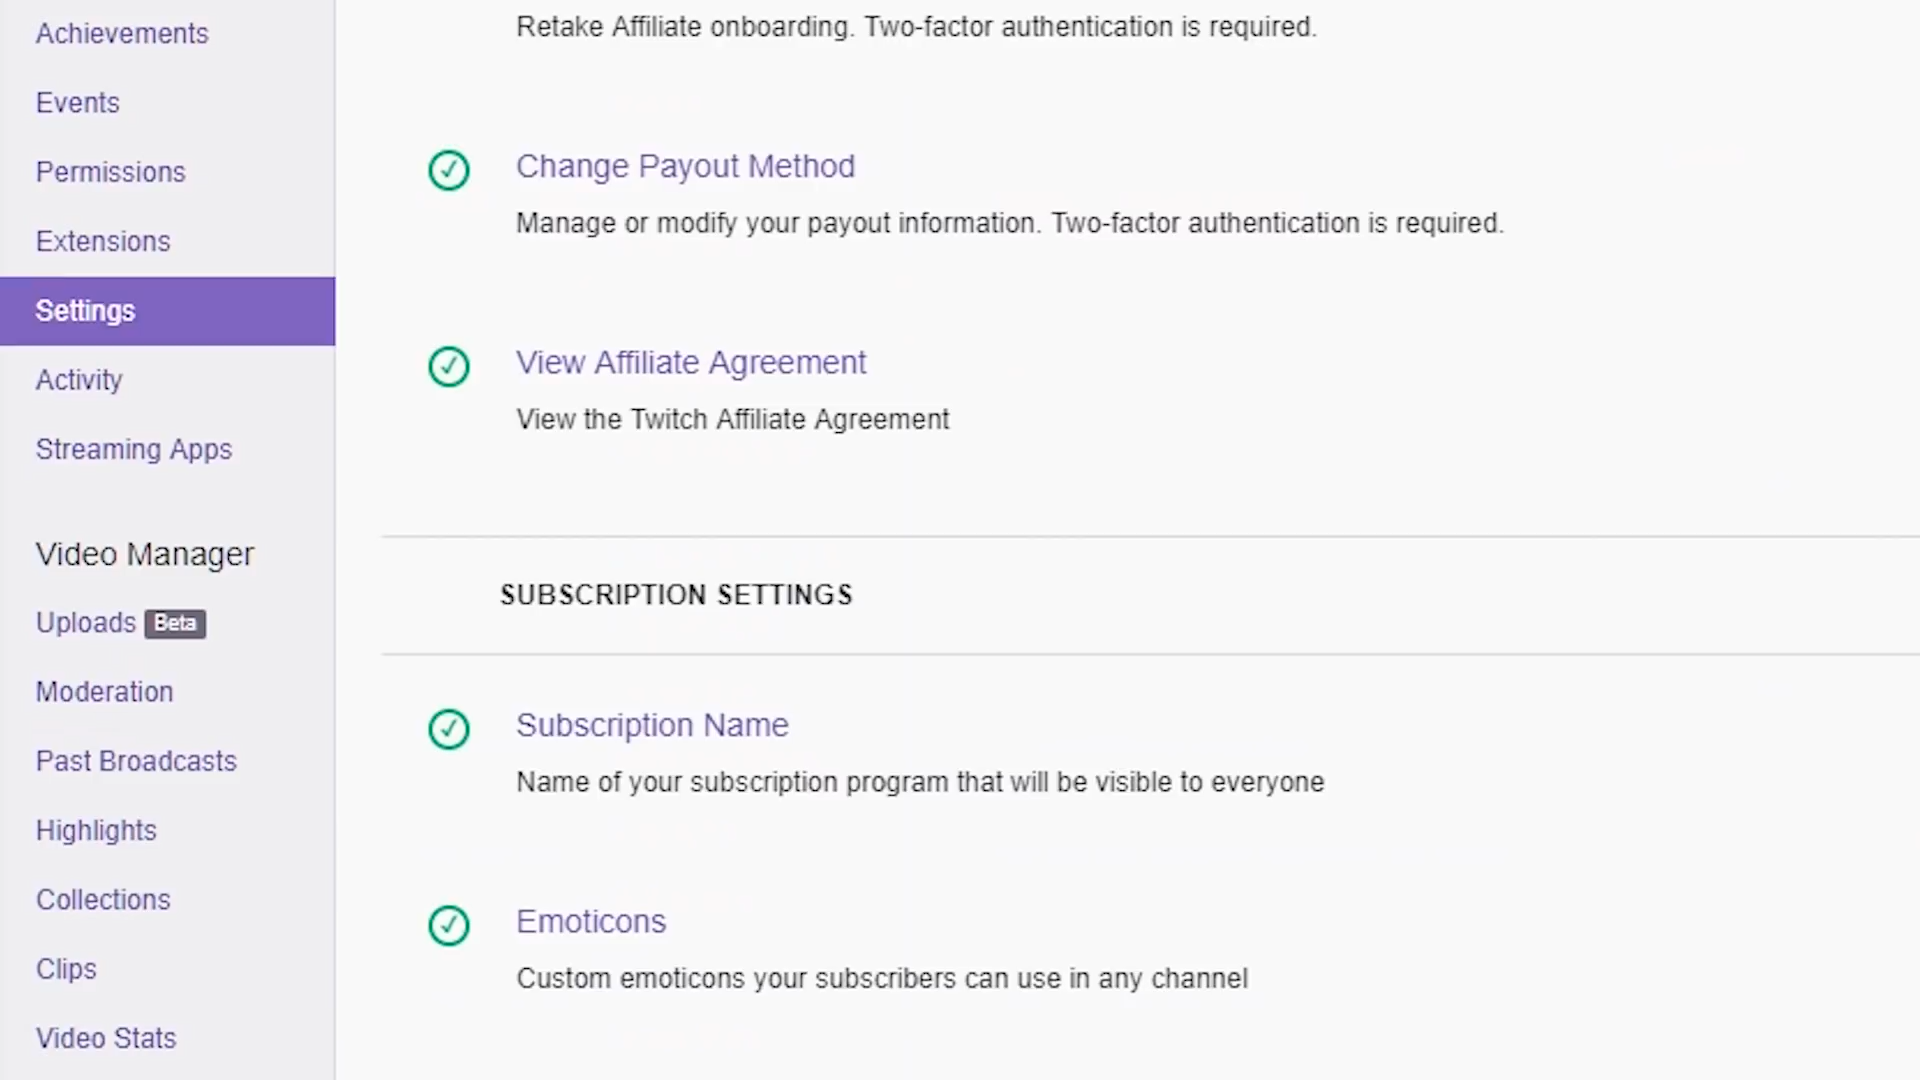 Achievements
Events
Permissions
Extensions
Settings
Activity
Streaming Apps
Video Manager
Uploads Beta
Moderation
Past Broadcasts
Highlights
Collections
Clips
Video Stats
Retake Affiliate onboarding. Two-factor authentication is required.
Change Payout Method
Manage or modify your payout information. Two-factor authentication is required.
View Affiliate Agreement
View the Twitch Affiliate Agreement
SUBSCRIPTION SETTINGS
Subscription Name
Name of your subscription program that will be visible to everyone
Emoticons
Custom emoticons your subscribers can use in any channel